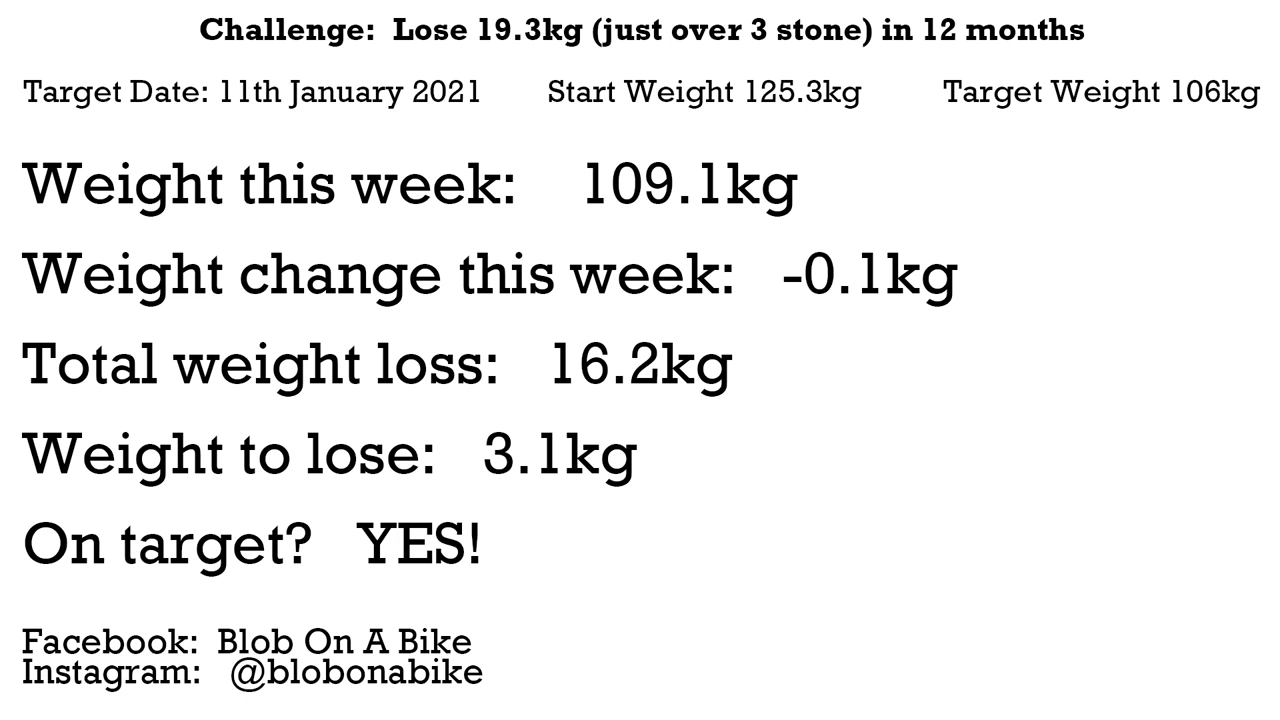 Challenge: Lose 19.3kg (just over 3 stone) in 12 months
Target Date: 11th January 2021 Start Weight 125.3kg Target Weight 106kg
Weight this week: 109.1kg
Weight change this week: -0.1kg
Total weight loss: 16.2kg
Weight to lose: 3.1kg
On target? YES!
Facebook: Blob On A Bike
Instagram: @blobonabike